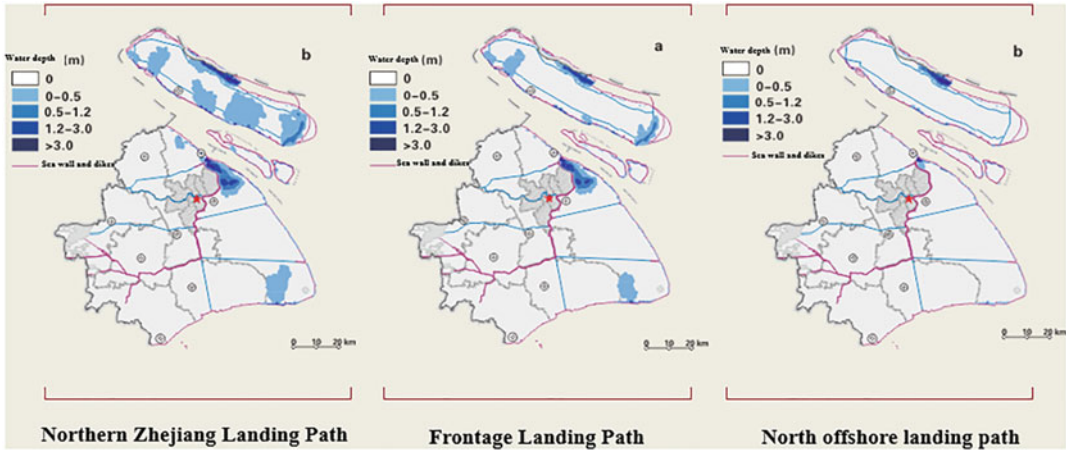 b
Water depth (m)
0
0-0.5
0.5-1.2
1.2-3.0
>3.0
Sea wall and dikes
0 10 20 km
Northern Zhejiang Landing Path
a
Water depth (m)
0
0-0.5
0.5-1.2
1.2-3.0
>3.0
Sea wall and dikes
0 10 20 km
Frontage Landing Path
b
Water depth (m)
0
0-0.5
0.5-1.2
1.2-3.0
>3.0
Sea wall and dikes
0 10 20 km
North offshore landing path